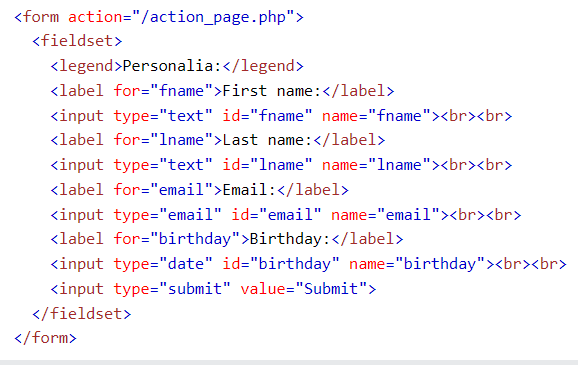 <form action="/action_page.php">
<fieldset>
<legend>Personalia:</legend>
<label for="fname">First name:</label>
<input type="text" id="fname" name="fname"><br><br>
<label for="lname">Last name:</label>
<input type="text" id="lname" name="lname"><br><br>
<label for="email">Email:</label>
<input type="email" id="email" name="email"><br><br>
<label for="birthday">Birthday:</label>
<input type="date" id="birthday" name="birthday"><br><br>
<input type="submit" value="Submit">
</fieldset>
</form>